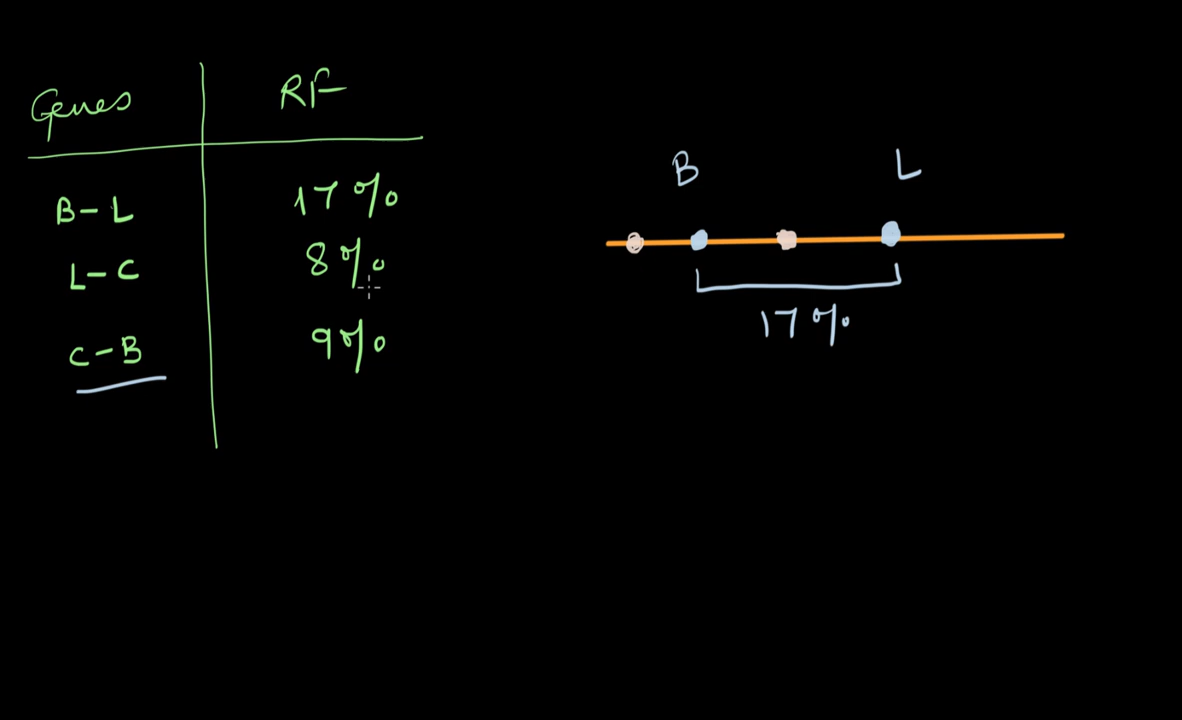 Genes RF
B-L 17%
L-C 8%
C-B 9%
B L
17%